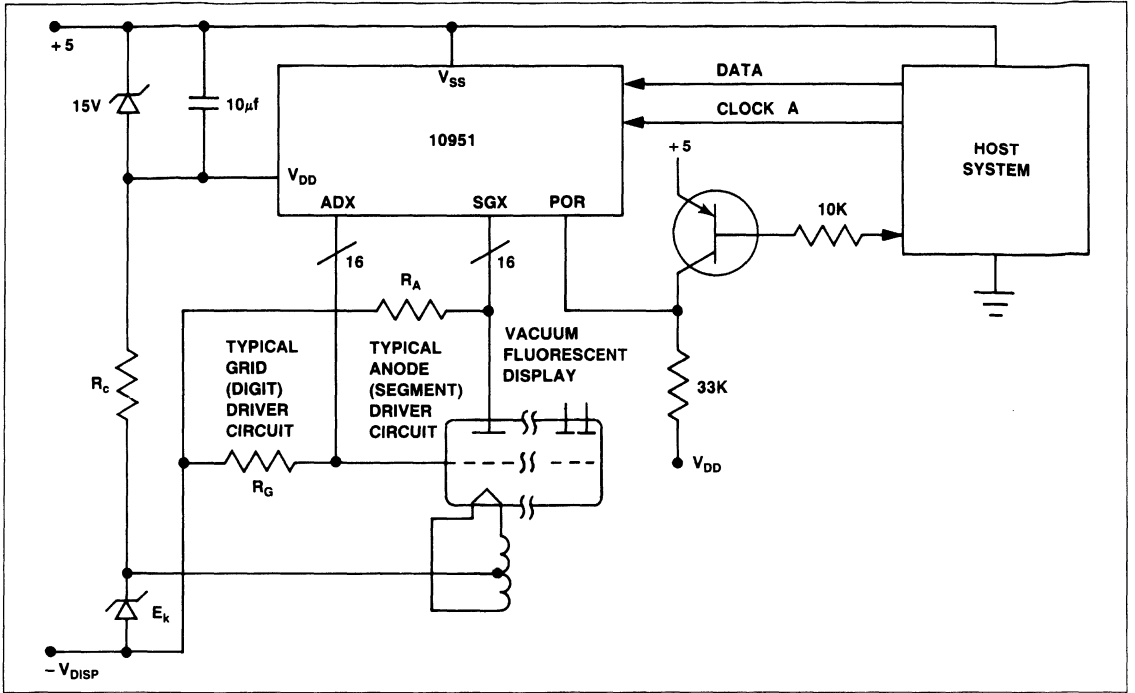 +5
VSS
DATA
15V
10µf
CLOCK A
10951
+5
HOST
SYSTEM
VDD
ADX
SGX
POR
10K
16
16
RA
TYPICAL
GRID
(DIGIT)
DRIVER
CIRCUIT
TYPICAL
ANODE
(SEGMENT)
DRIVER
CIRCUIT
VACUUM
FLUORESCENT
DISPLAY
Rc
33K
VDD
RG
Ek
– VDISP